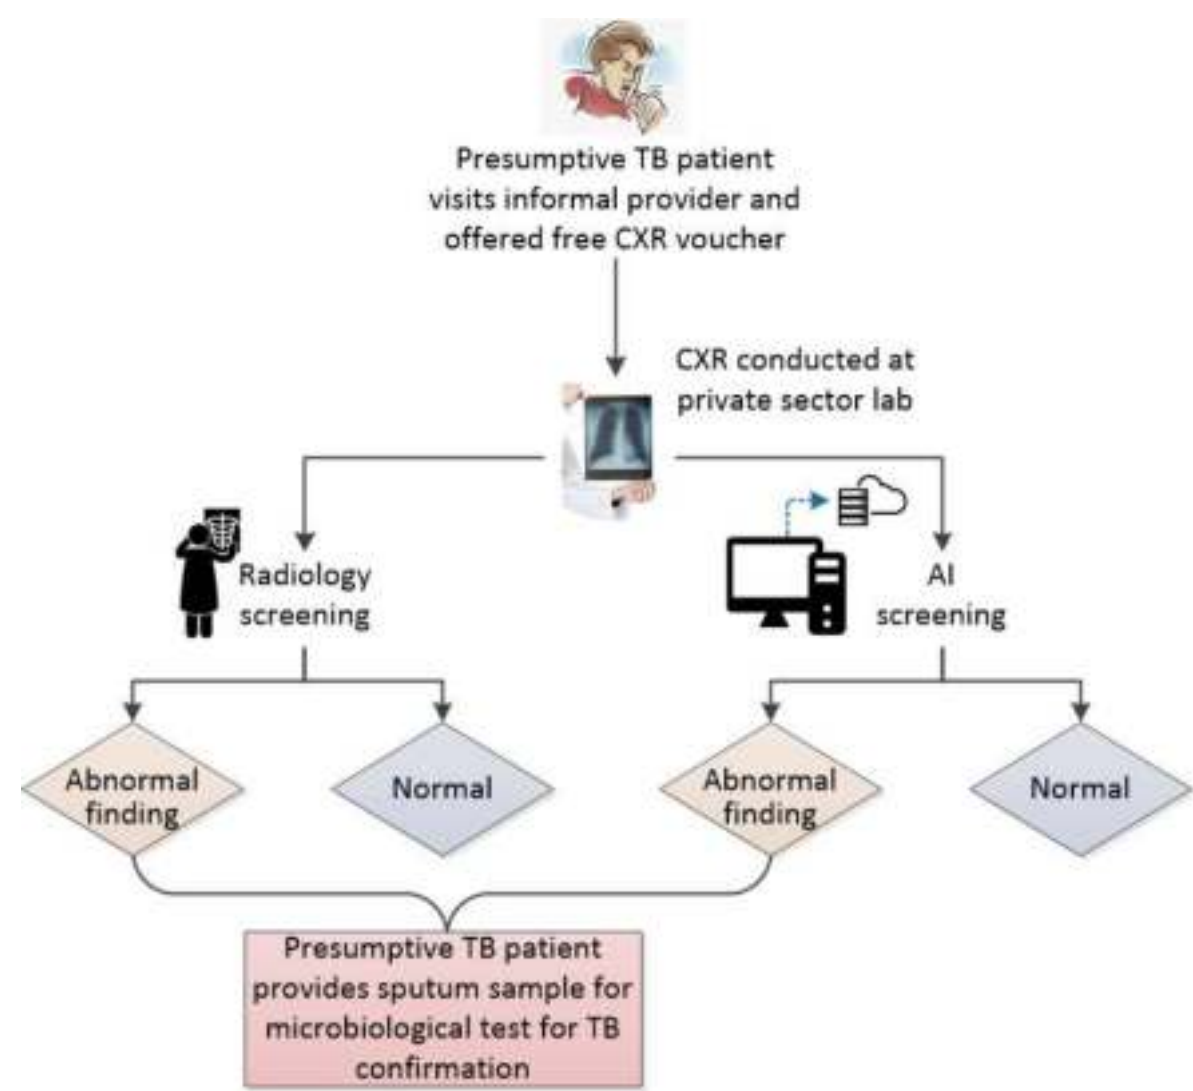 Presumptive TB patient
visits informal provider and
offered free CXR voucher
CXR conducted at
private sector lab
Radiology
screening
AI
screening
Abnormal
finding
Normal
Abnormal
finding
Normal
Presumptive TB patient
provides sputum sample for
microbiological test for TB
confirmation